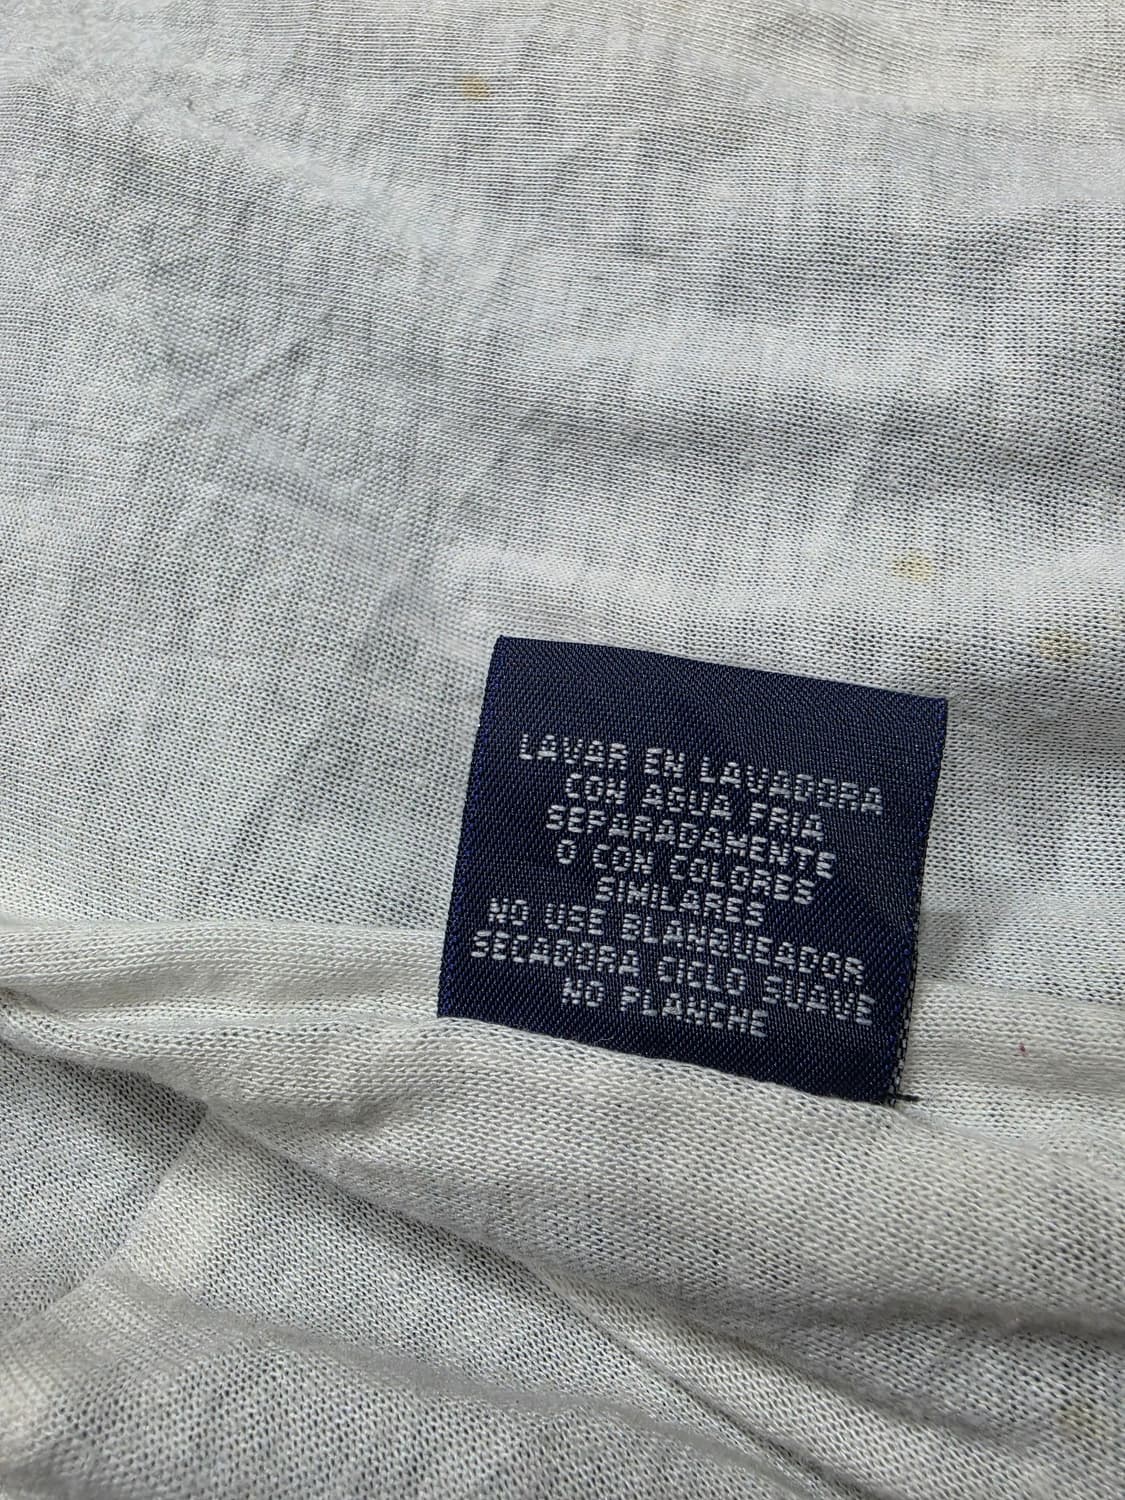 LAVAR EN LAVADORA
CON AGUA FRIA
SEPARADAMENTE
O CON COLORES
SIMILARES
NO USE BLANQUEADOR
SECADORA CICLO SUAVE
NO PLANCHE